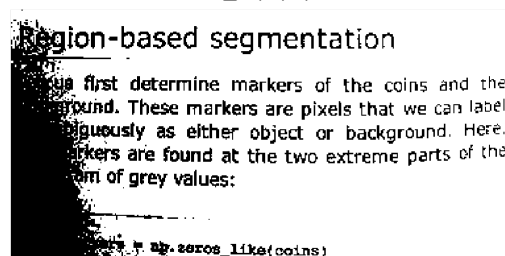 Region-based segmentation
first determine markers of the coins and the
These markers are pixels that we can label
as either object or background. Here,
are found at the two extreme parts of the
of grey values:
= np.zeros_like(coins)